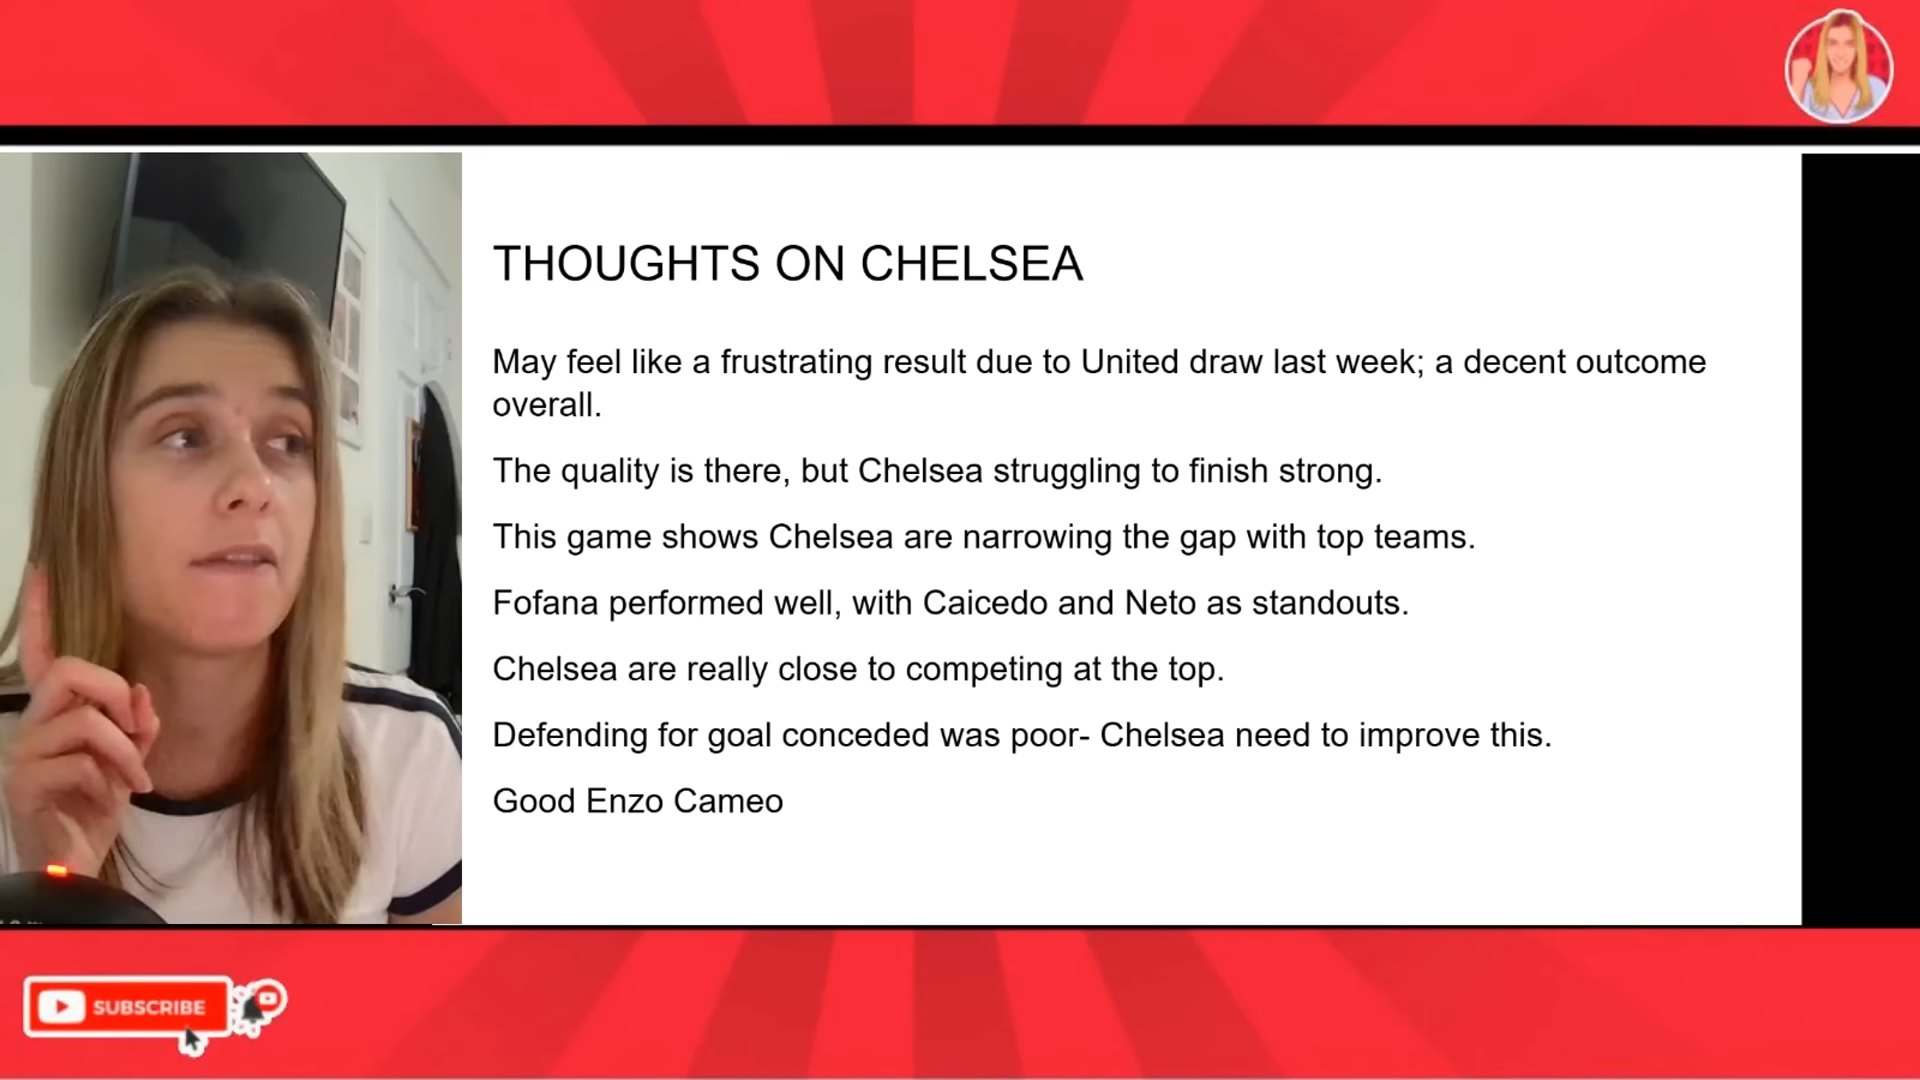 THOUGHTS ON CHELSEA
May feel like a frustrating result due to United draw last week; a decent outcome
overall.
The quality is there, but Chelsea struggling to finish strong.
This game shows Chelsea are narrowing the gap with top teams.
Fofana performed well, with Caicedo and Neto as standouts.
Chelsea are really close to competing at the top.
Defending for goal conceded was poor- Chelsea need to improve this.
Good Enzo Cameo
SUBSCRIBE